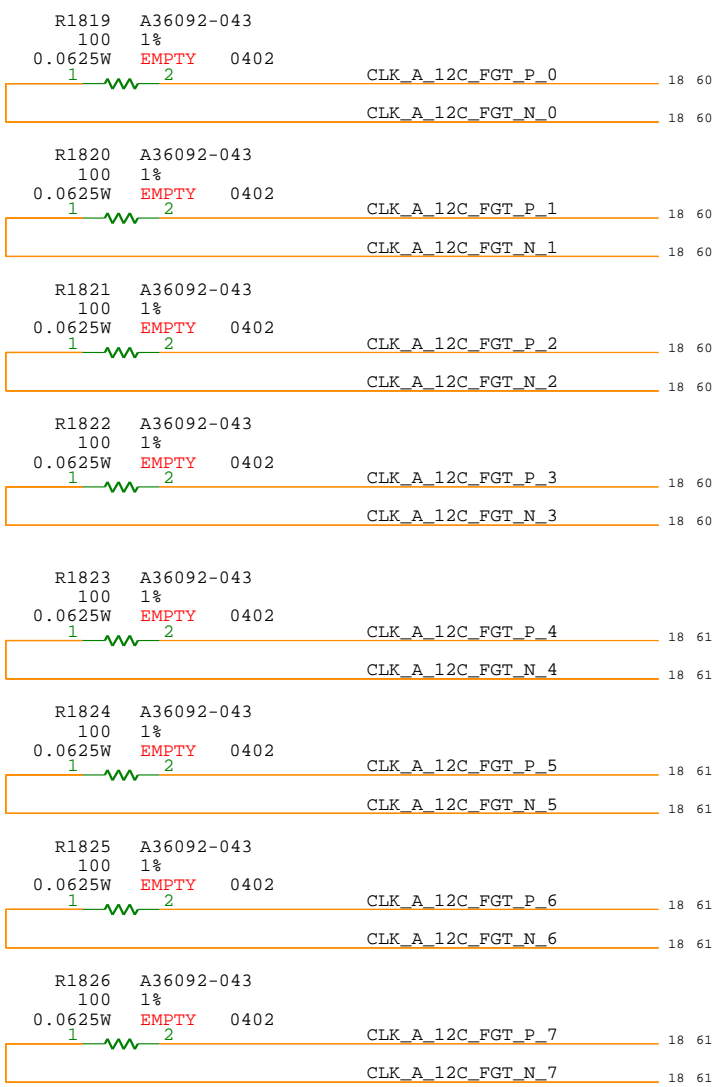 R1819 A36092-043
100 1%
0.0625W EMPTY 0402
1 2 CLK_A_12C_FGT_P_0 18 60
CLK_A_12C_FGT_N_0 18 60
R1820 A36092-043
100 1%
0.0625W EMPTY 0402
1 2 CLK_A_12C_FGT_P_1 18 60
CLK_A_12C_FGT_N_1 18 60
R1821 A36092-043
100 1%
0.0625W EMPTY 0402
1 2 CLK_A_12C_FGT_P_2 18 60
CLK_A_12C_FGT_N_2 18 60
R1822 A36092-043
100 1%
0.0625W EMPTY 0402
1 2 CLK_A_12C_FGT_P_3 18 60
CLK_A_12C_FGT_N_3 18 60
R1823 A36092-043
100 1%
0.0625W EMPTY 0402
1 2 CLK_A_12C_FGT_P_4 18 61
CLK_A_12C_FGT_N_4 18 61
R1824 A36092-043
100 1%
0.0625W EMPTY 0402
1 2 CLK_A_12C_FGT_P_5 18 61
CLK_A_12C_FGT_N_5 18 61
R1825 A36092-043
100 1%
0.0625W EMPTY 0402
1 2 CLK_A_12C_FGT_P_6 18 61
CLK_A_12C_FGT_N_6 18 61
R1826 A36092-043
100 1%
0.0625W EMPTY 0402
1 2 CLK_A_12C_FGT_P_7 18 61
CLK_A_12C_FGT_N_7 18 61